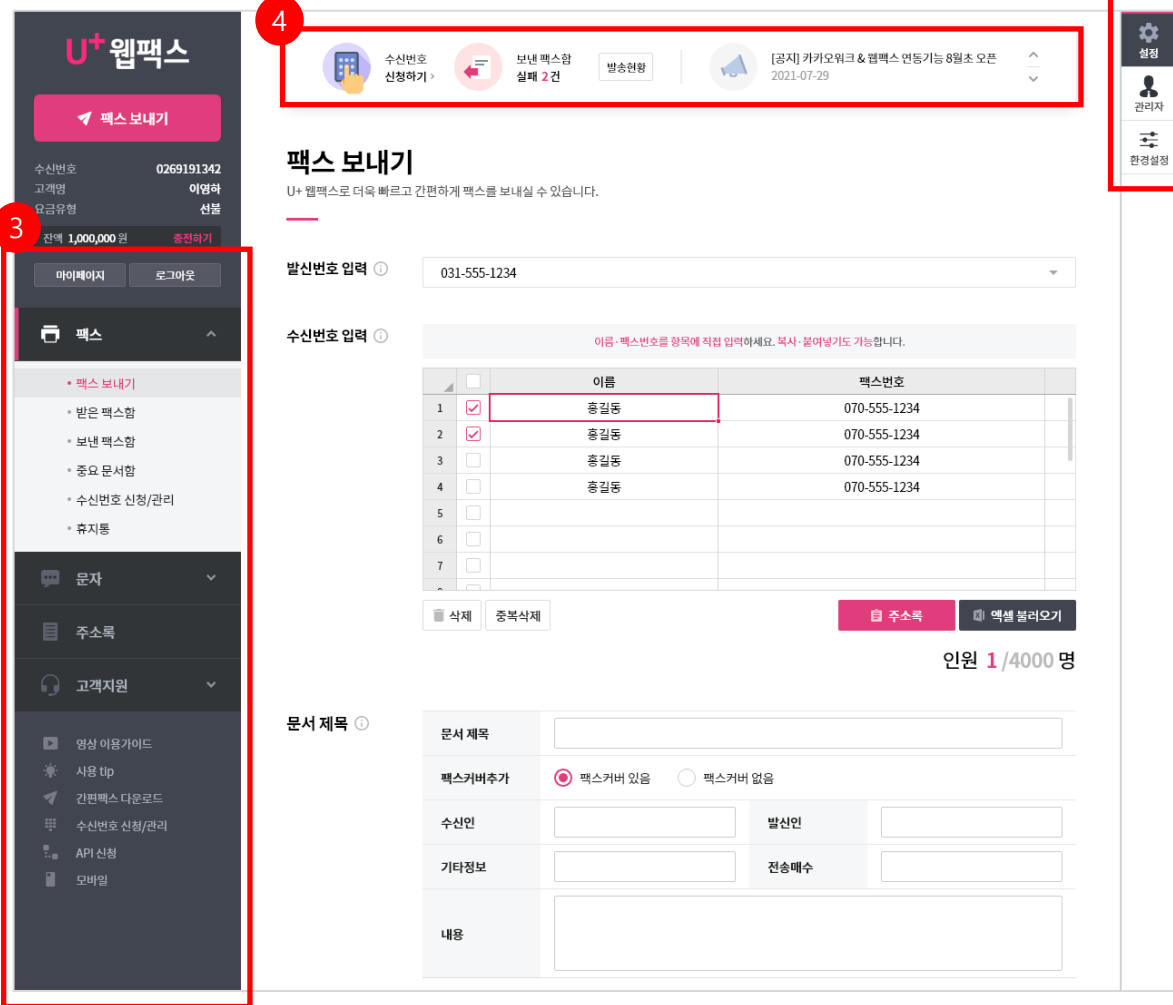 U+웹팩스
팩스 보내기
수신번호 0269191342
고객명 이영하
요금유형 선불
잔액 1,000,000 원 충전하기
3
마이페이지 로그아웃
팩스
• 팩스 보내기
• 받은 팩스함
• 보낸 팩스함
• 중요 문서함
• 수신번호 신청/관리
• 휴지통
문자
주소록
고객지원
영상 이용가이드
사용 tip
간편팩스 다운로드
수신번호 신청/관리
API 신청
모바일
4
수신번호
신청하기 >
보낸 팩스함
실패 2 건
발송현황
[공지] 카카오워크 & 웹팩스 연동기능 8월초 오픈
2021-07-29
설정
관리자
환경설정
팩스 보내기
U+ 웹팩스로 더욱 빠르고 간편하게 팩스를 보내실 수 있습니다.
발신번호 입력
031-555-1234
수신번호 입력
이름·팩스번호를 항목에 직접 입력하세요. 복사·붙여넣기도 가능합니다.
이름 팩스번호
1 홍길동 070-555-1234
2 홍길동 070-555-1234
3 홍길동 070-555-1234
4 홍길동 070-555-1234
5
6
7
삭제 중복삭제 주소록 엑셀 불러오기
인원 1 /4000 명
문서 제목
문서 제목
팩스커버추가 팩스커버 있음 팩스커버 없음
수신인 발신인
기타정보 전송매수
내용